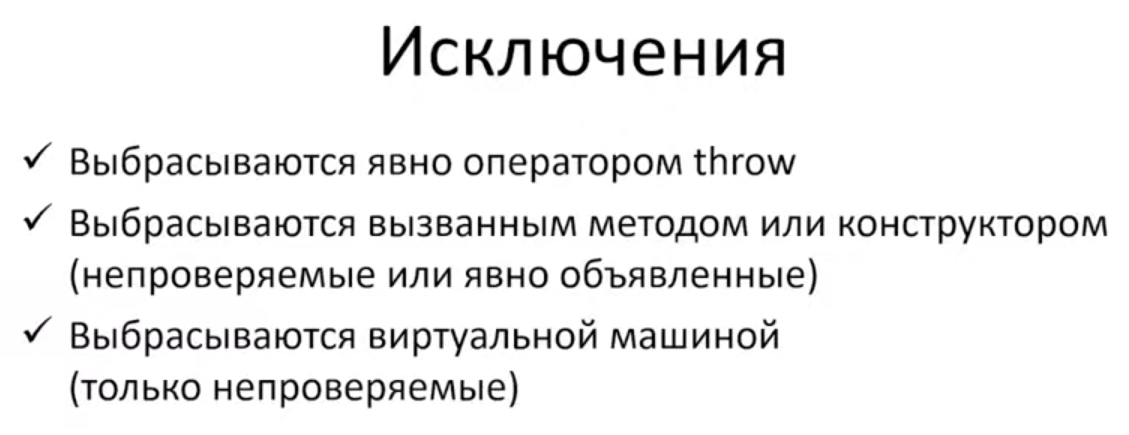 Исключения
✓ Выбрасываются явно оператором throw
✓ Выбрасываются вызванным методом или конструктором
(непроверяемые или явно объявленные)
✓ Выбрасываются виртуальной машиной
(только непроверяемые)